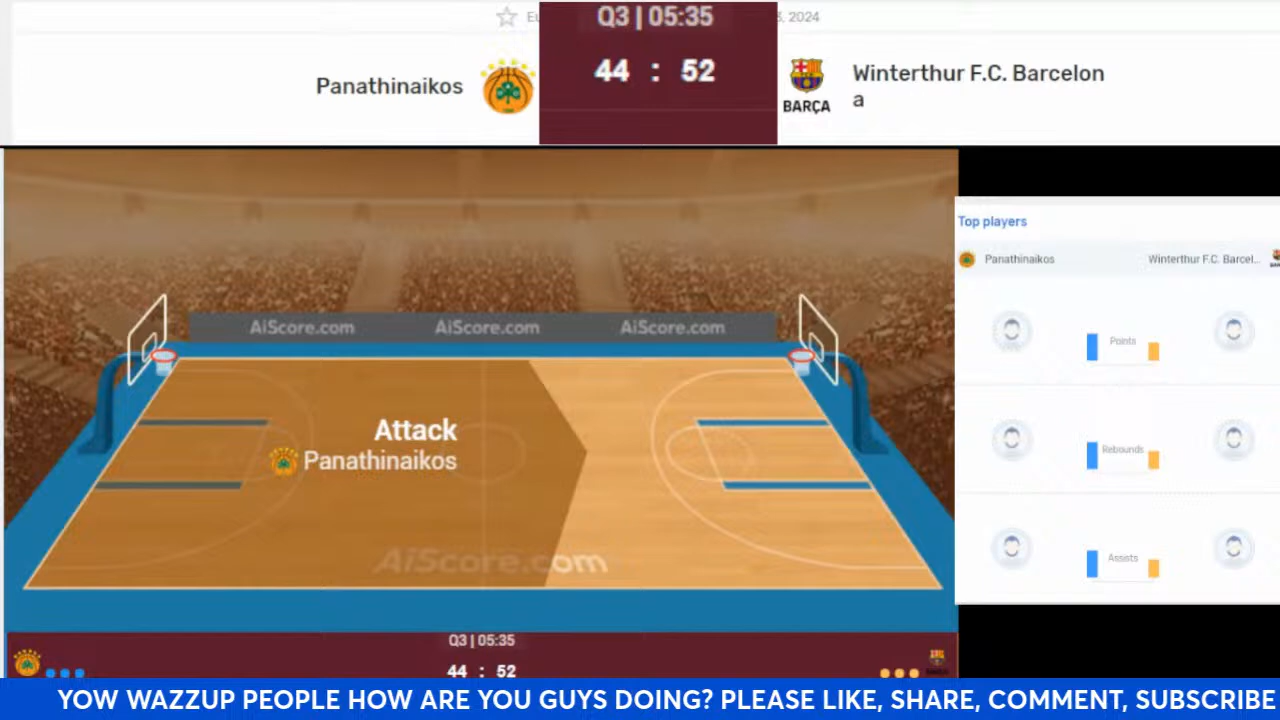 Q3 | 05:35
3, 2024
44 : 52
Panathinaikos
BARÇA
Winterthur F.C. Barcelon
a
Top players
Panathinaikos
Winterthur F.C. Barcel...
AiScore.com
AiScore.com
AiScore.com
Points
Attack
Panathinaikos
Rebounds
AiScore.com
Assists
Q3 | 05:35
44 : 52
YOW WAZZUP PEOPLE HOW ARE YOU GUYS DOING? PLEASE LIKE, SHARE, COMMENT, SUBSCRIBE